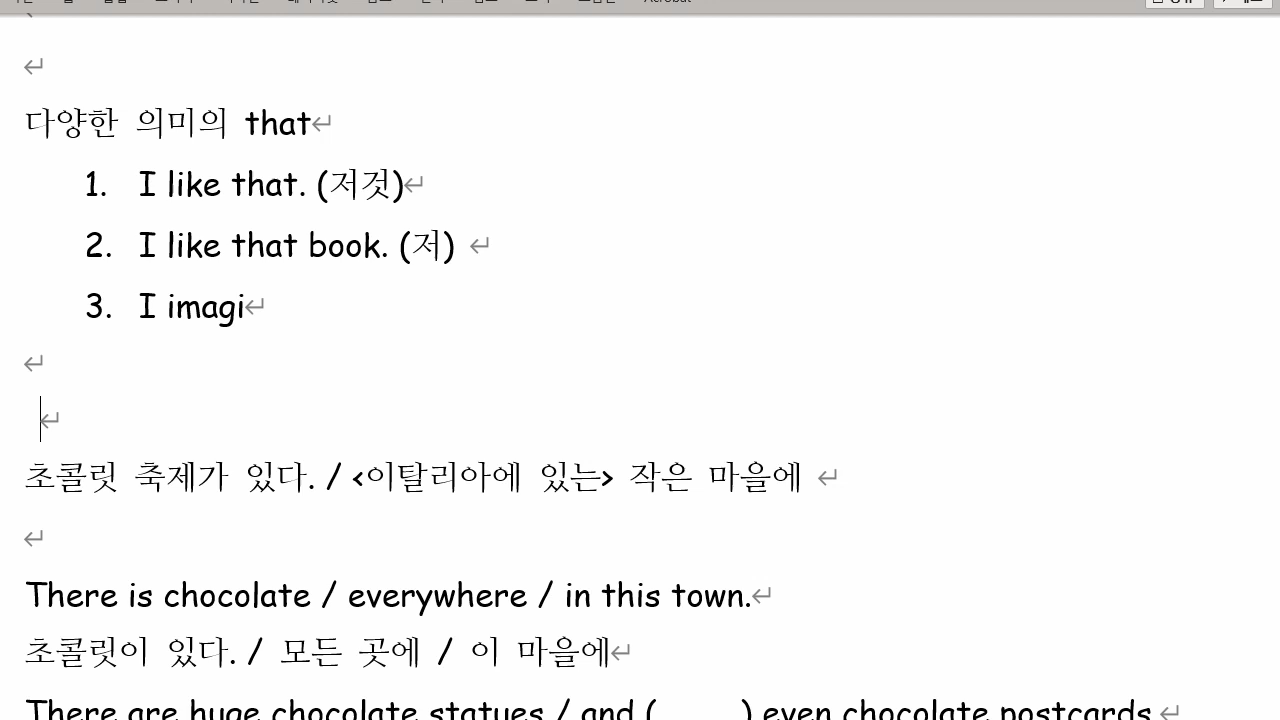 Acrobat
다양한 의미의 that
1. I like that. (저것)
2. I like that book. (저)
3. I imagi
초콜릿 축제가 있다. / <이탈리아에 있는> 작은 마을에
There is chocolate / everywhere / in this town.
초콜릿이 있다. / 모든 곳에 / 이 마을에
There are huge chocolate statues / and ( ) even chocolate postcards.